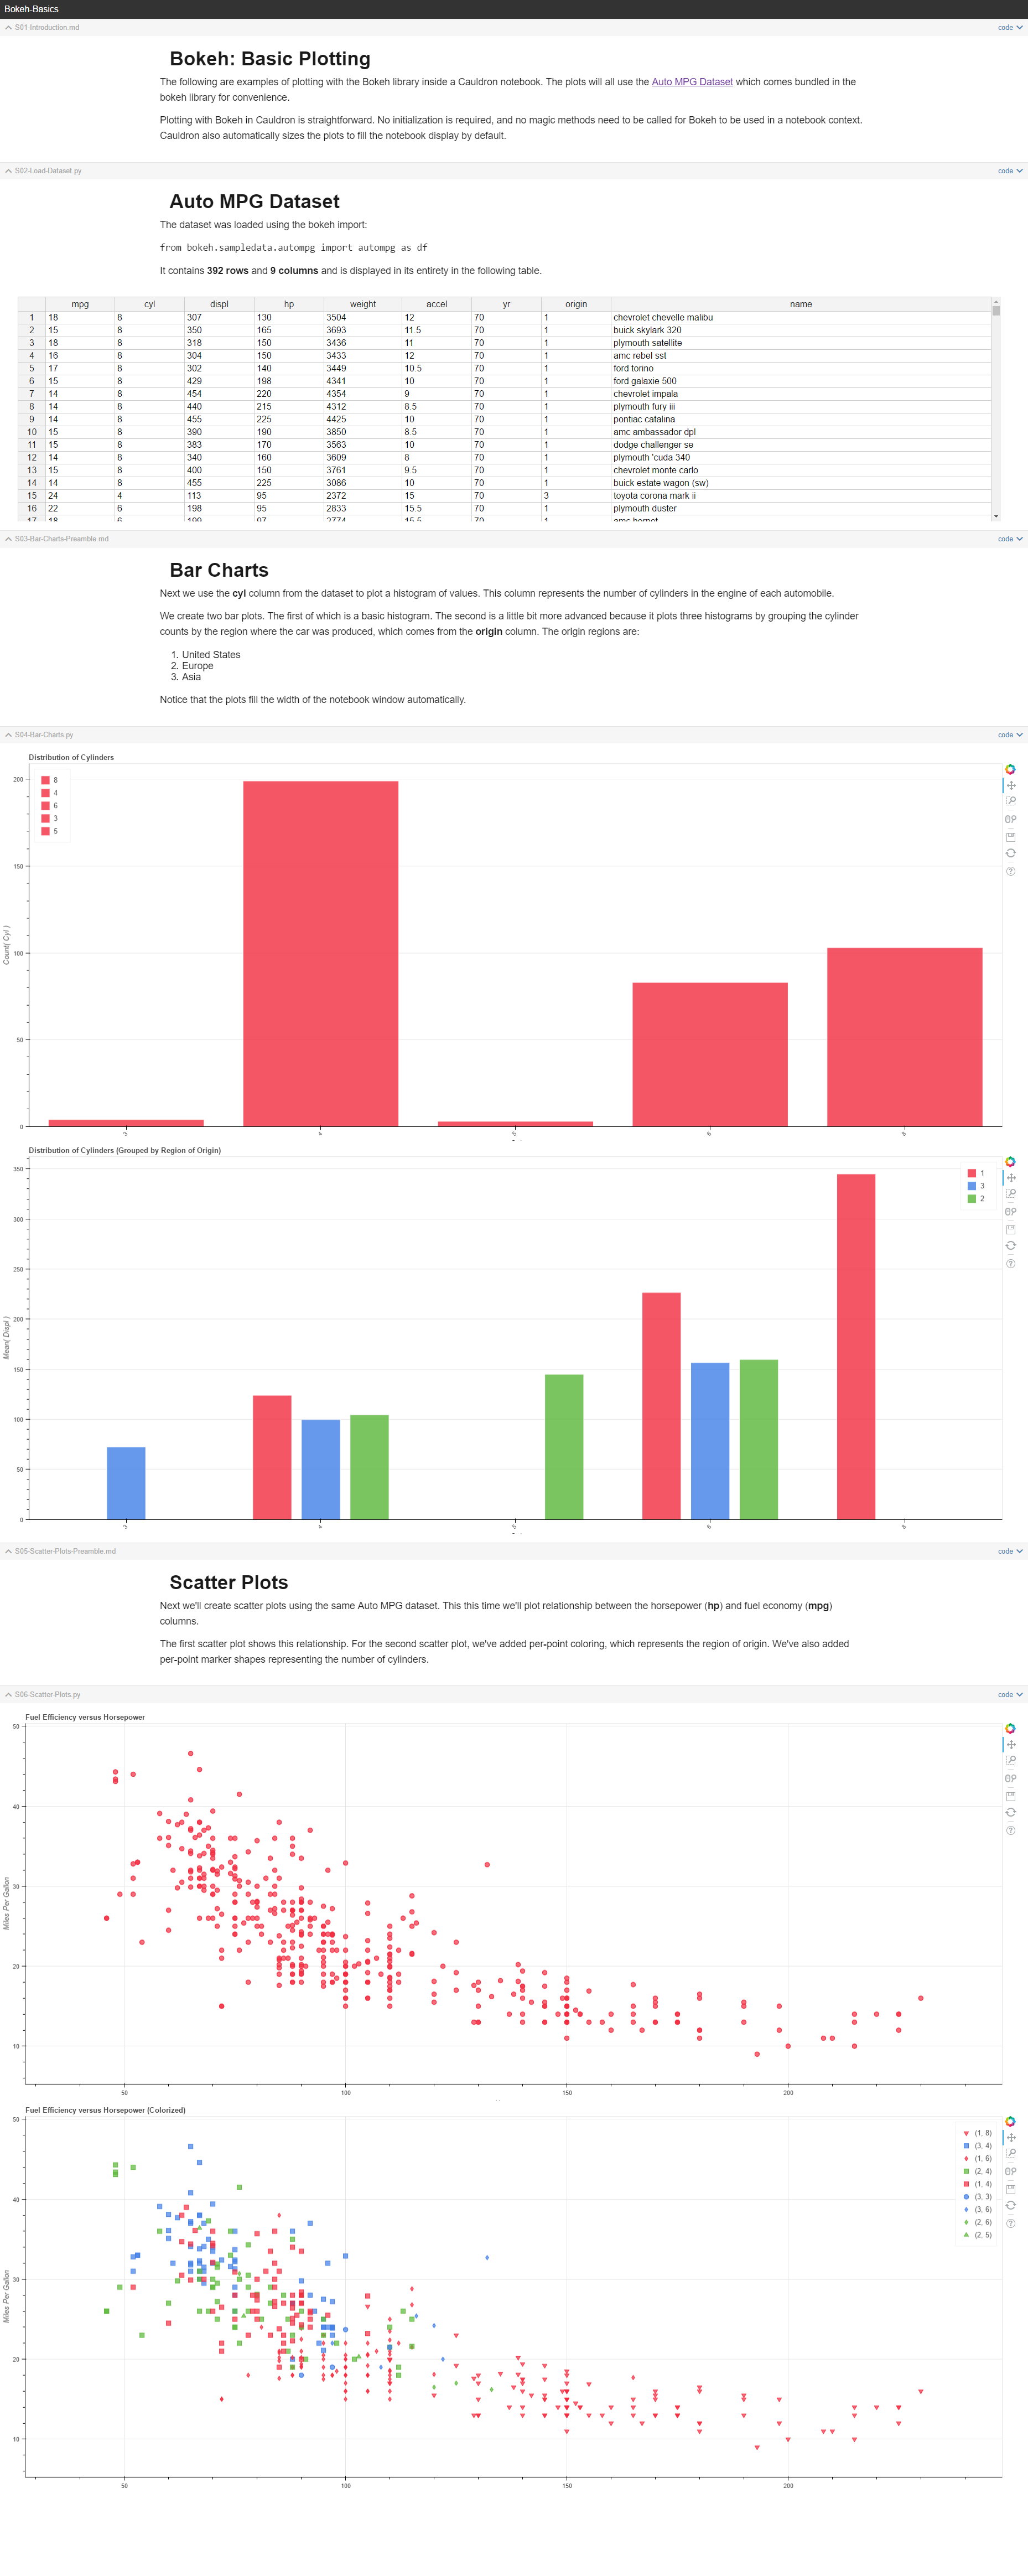 Bokeh-Basics
S01-Introduction.md code
Bokeh: Basic Plotting
The following are examples of plotting with the Bokeh library inside a Cauldron notebook. The plots will all use the Auto MPG Dataset which comes bundled in the
bokeh library for convenience.
Plotting with Bokeh in Cauldron is straightforward. No initialization is required, and no magic methods need to be called for Bokeh to be used in a notebook context.
Cauldron also automatically sizes the plots to fill the notebook display by default.
S02-Load-Dataset.py code
Auto MPG Dataset
The dataset was loaded using the bokeh import:
from bokeh.sampledata.autompg import autompg as df
It contains 392 rows and 9 columns and is displayed in its entirety in the following table.
mpg cyl displ hp weight accel yr origin name
1 18 8 307 130 3504 12 70 1 chevrolet chevelle malibu
2 15 8 350 165 3693 11.5 70 1 buick skylark 320
3 18 8 318 150 3436 11 70 1 plymouth satellite
4 16 8 304 150 3433 12 70 1 amc rebel sst
5 17 8 302 140 3449 10.5 70 1 ford torino
6 15 8 429 198 4341 10 70 1 ford galaxie 500
7 14 8 454 220 4354 9 70 1 chevrolet impala
8 14 8 440 215 4312 8.5 70 1 plymouth fury iii
9 14 8 455 225 4425 10 70 1 pontiac catalina
10 15 8 390 190 3850 8.5 70 1 amc ambassador dpl
11 15 8 383 170 3563 10 70 1 dodge challenger se
12 14 8 340 160 3609 8 70 1 plymouth 'cuda 340
13 15 8 400 150 3761 9.5 70 1 chevrolet monte carlo
14 14 8 455 225 3086 10 70 1 buick estate wagon (sw)
15 24 4 113 95 2372 15 70 3 toyota corona mark ii
16 22 6 198 95 2833 15.5 70 1 plymouth duster
17 18 6 199 97 2774 15.5 70 1 amc hornet
S03-Bar-Charts-Preamble.md code
Bar Charts
Next we use the cyl column from the dataset to plot a histogram of values. This column represents the number of cylinders in the engine of each automobile.
We create two bar plots. The first of which is a basic histogram. The second is a little bit more advanced because it plots three histograms by grouping the cylinder
counts by the region where the car was produced, which comes from the origin column. The origin regions are:
1. United States
2. Europe
3. Asia
Notice that the plots fill the width of the notebook window automatically.
S04-Bar-Charts.py code
Distribution of Cylinders
8
4
6
3
5
200
150
100
50
0
Count( Cyl )
3 4 5 6 8
Distribution of Cylinders (Grouped by Region of Origin)
1
3
2
350
300
250
200
150
100
50
0
Mean( Displ )
3 4 5 6 8
S05-Scatter-Plots-Preamble.md code
Scatter Plots
Next we'll create scatter plots using the same Auto MPG dataset. This this time we'll plot relationship between the horsepower (hp) and fuel economy (mpg)
columns.
The first scatter plot shows this relationship. For the second scatter plot, we've added per-point coloring, which represents the region of origin. We've also added
per-point marker shapes representing the number of cylinders.
S06-Scatter-Plots.py code
Fuel Efficiency versus Horsepower
50
40
30
20
10
Miles Per Gallon
50 100 150 200
Fuel Efficiency versus Horsepower (Colorized)
(1, 8)
(3, 4)
(1, 6)
(2, 4)
(1, 4)
(3, 3)
(3, 6)
(2, 6)
(2, 5)
50
40
30
20
10
Miles Per Gallon
50 100 150 200